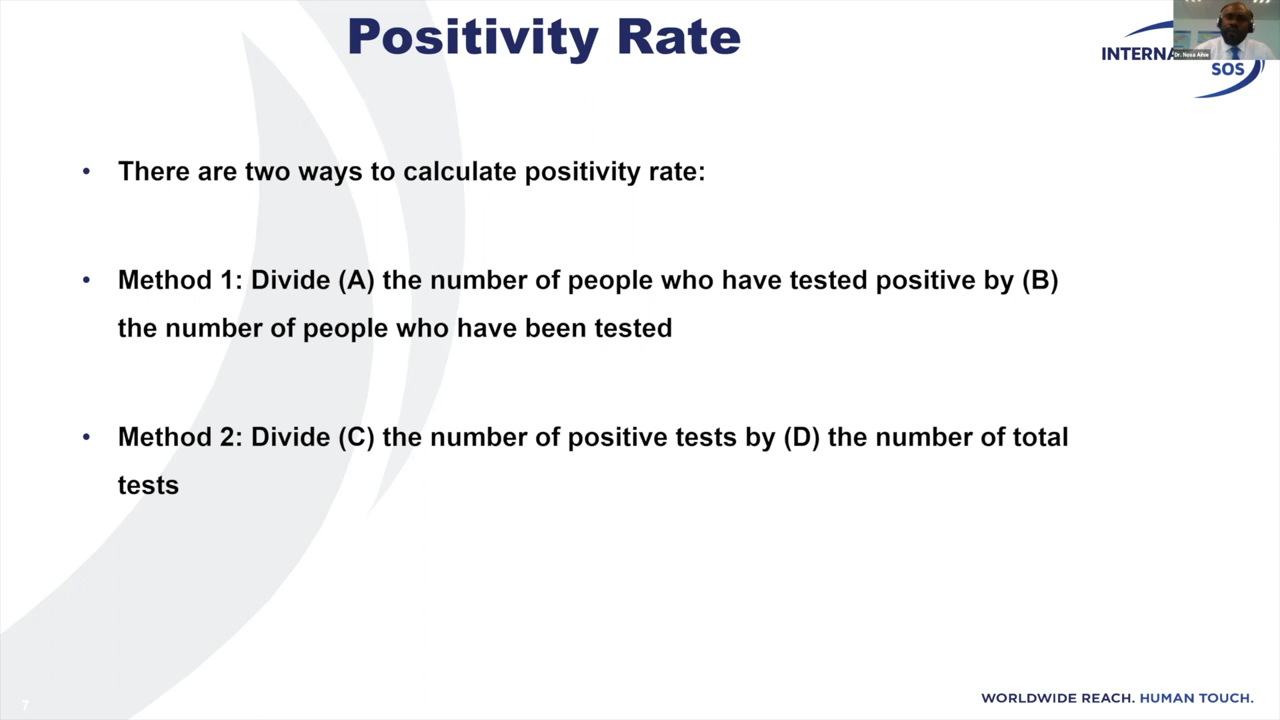 Positivity Rate
INTERNA
SOS
• There are two ways to calculate positivity rate:
• Method 1: Divide (A) the number of people who have tested positive by (B)
the number of people who have been tested
• Method 2: Divide (C) the number of positive tests by (D) the number of total
tests
7
WORLDWIDE REACH. HUMAN TOUCH.